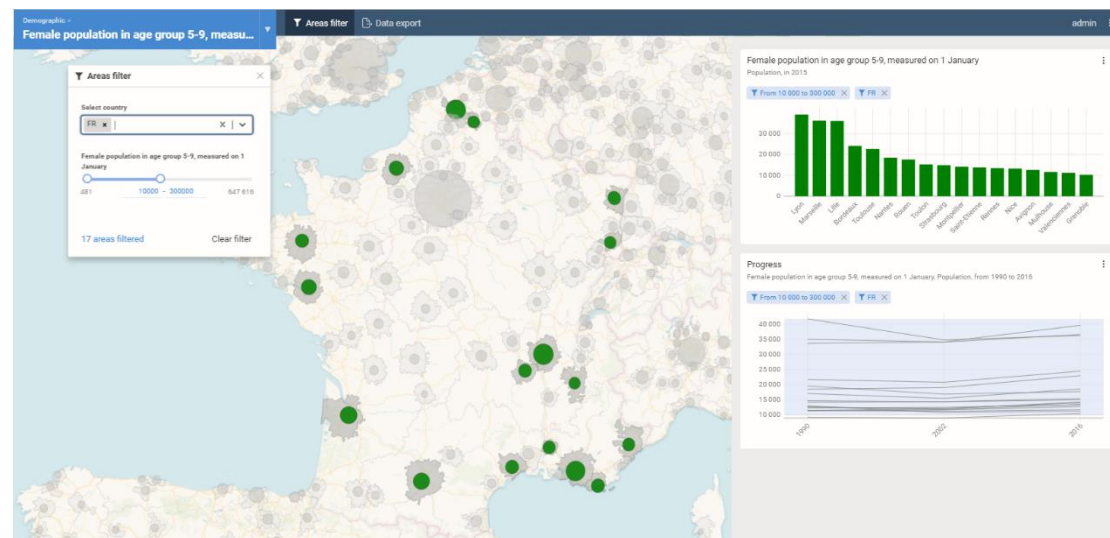 Demographic >
Female population in age group 5-9, measu...
Areas filter
Data export
admin
Areas filter
Select country
FR
Female population in age group 5-9, measured on 1
January
481
10000 - 300000
647 616
17 areas filtered
Clear filter
Female population in age group 5-9, measured on 1 January
Population, in 2015
From 10 000 to 300 000
FR
30 000
20 000
10 000
0
Lyon
Marseille
Lille
Bordeaux
Toulouse
Nantes
Rouen
Toulon
Strasbourg
Montpellier
Saint-Etienne
Rennes
Nice
Avignon
Mulhouse
Valenciennes
Grenoble
Progress
Female population in age group 5-9, measured on 1 January, Population, from 1990 to 2016
From 10 000 to 300 000
FR
40 000
35 000
30 000
25 000
20 000
15 000
10 000
1990
2002
2016